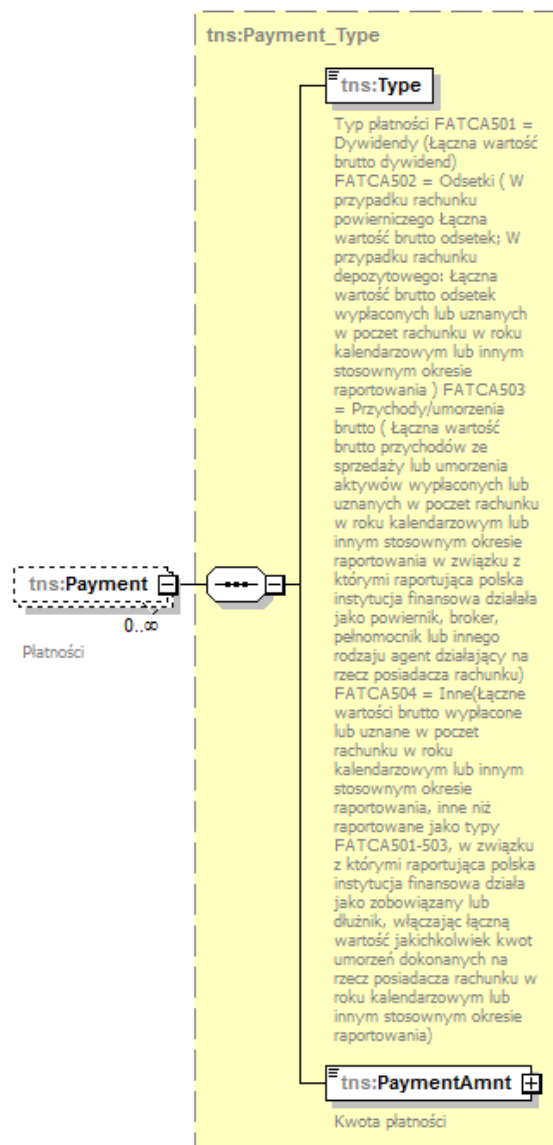 tns:Payment_Type
tns:Type
Typ płatności FATCA501 =
Dywidendy (Łączna wartość
brutto dywidend)
FATCA502 = Odsetki ( W
przypadku rachunku
powierniczego Łączna
wartość brutto odsetek; W
przypadku rachunku
depozytowego: Łączna
wartość brutto odsetek
wypłaconych lub uznanych
w poczet rachunku w roku
kalendarzowym lub innym
stosownym okresie
raportowania ) FATCA503
= Przychody/umorzenia
brutto ( Łączna wartość
brutto przychodów ze
sprzedaży lub umorzenia
aktywów wypłaconych lub
uznanych w poczet rachunku
w roku kalendarzowym lub
innym stosownym okresie
raportowania w związku z
którymi raportująca polska
instytucja finansowa działała
jako powiernik, broker,
pełnomocnik lub innego
rodzaju agent działający na
rzecz posiadacza rachunku)
FATCA504 = Inne(Łączne
wartości brutto wypłacone
lub uznane w poczet
rachunku w roku
kalendarzowym lub innym
stosownym okresie
raportowania, inne niż
raportowane jako typy
FATCA501-503, w związku
z którymi raportująca polska
instytucja finansowa działa
jako zobowiązany lub
dłużnik, włączając łączną
wartość jakichkolwiek kwot
umorzeń dokonanych na
rzecz posiadacza rachunku w
roku kalendarzowym lub
innym stosownym okresie
raportowania)
tns:Payment
0..∞
Płatności
tns:PaymentAmnt
Kwota płatności